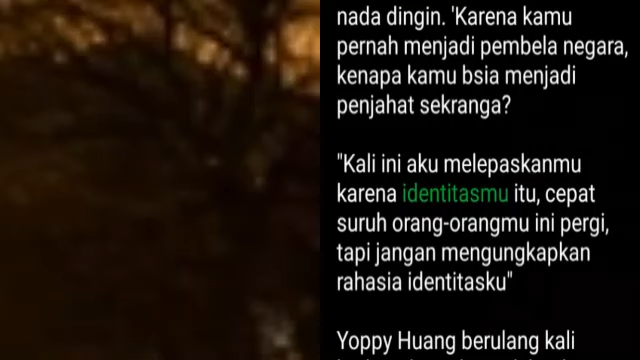 nada dingin. 'Karena kamu
pernah menjadi pembela negara,
kenapa kamu bsia menjadi
penjahat sekranga?
"Kali ini aku melepaskanmu
karena identitasmu itu, cepat
suruh orang-orangmu ini pergi,
tapi jangan mengungkapkan
rahasia identitasku"
Yoppy Huang berulang kali